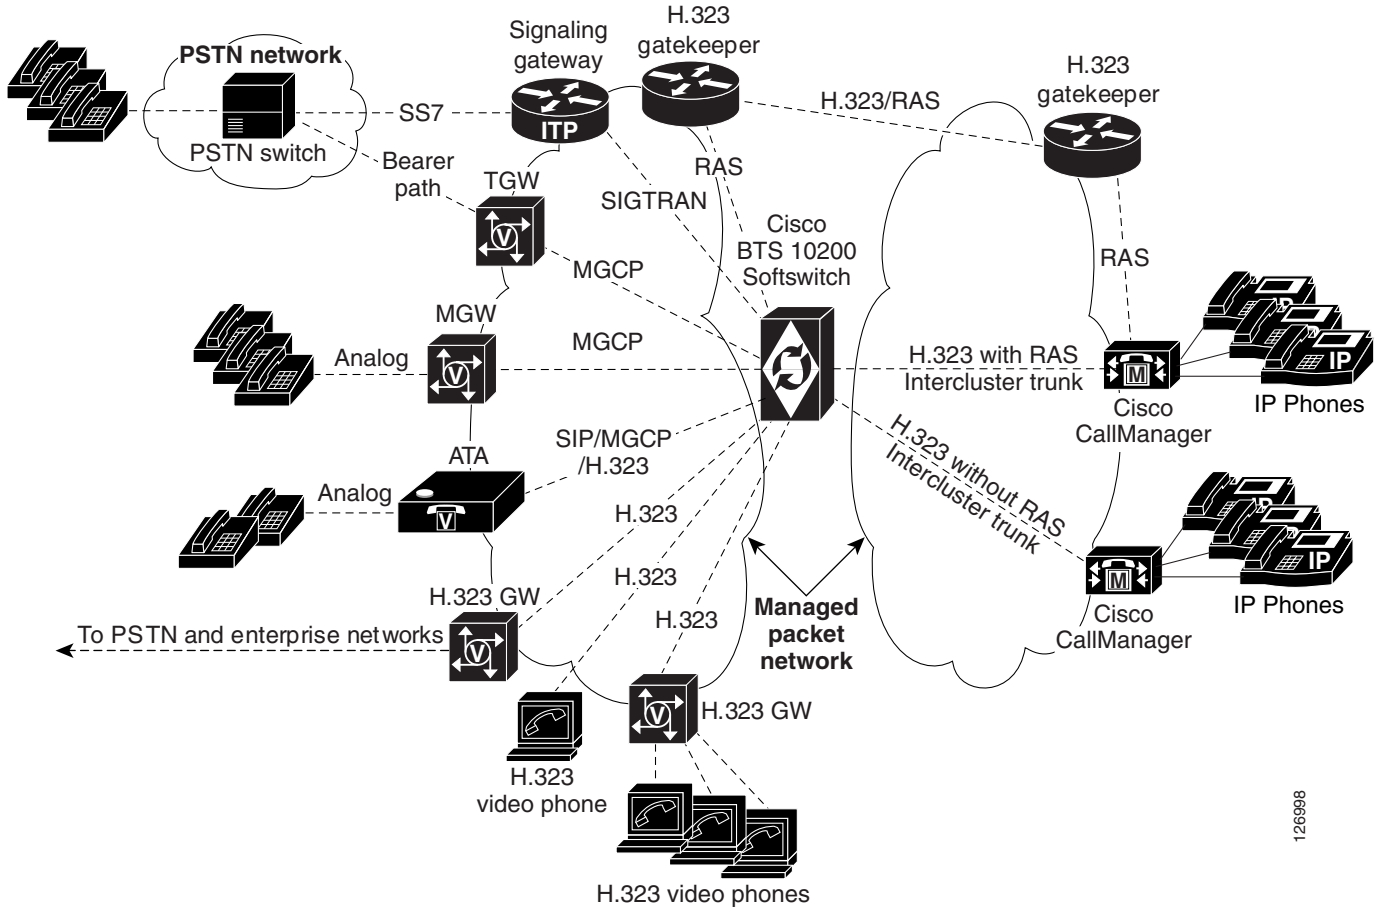 PSTN network
PSTN switch
SS7
Bearer
path
Signaling
gateway
ITP
H.323
gatekeeper
H.323/RAS
H.323
gatekeeper
RAS
SIGTRAN
TGW
V
MGCP
Cisco
BTS 10200
Softswitch
RAS
MGW
V
Analog
MGCP
H.323 with RAS
Intercluster trunk
M
Cisco
CallManager
IP
IP
IP Phones
ATA
V
Analog
SIP/MGCP
/H.323
H.323 without RAS
Intercluster trunk
M
Cisco
CallManager
IP
IP
IP Phones
H.323
H.323
H.323
H.323 GW
V
To PSTN and enterprise networks
Managed
packet
network
H.323
video phone
V
H.323 GW
H.323 video phones
126998